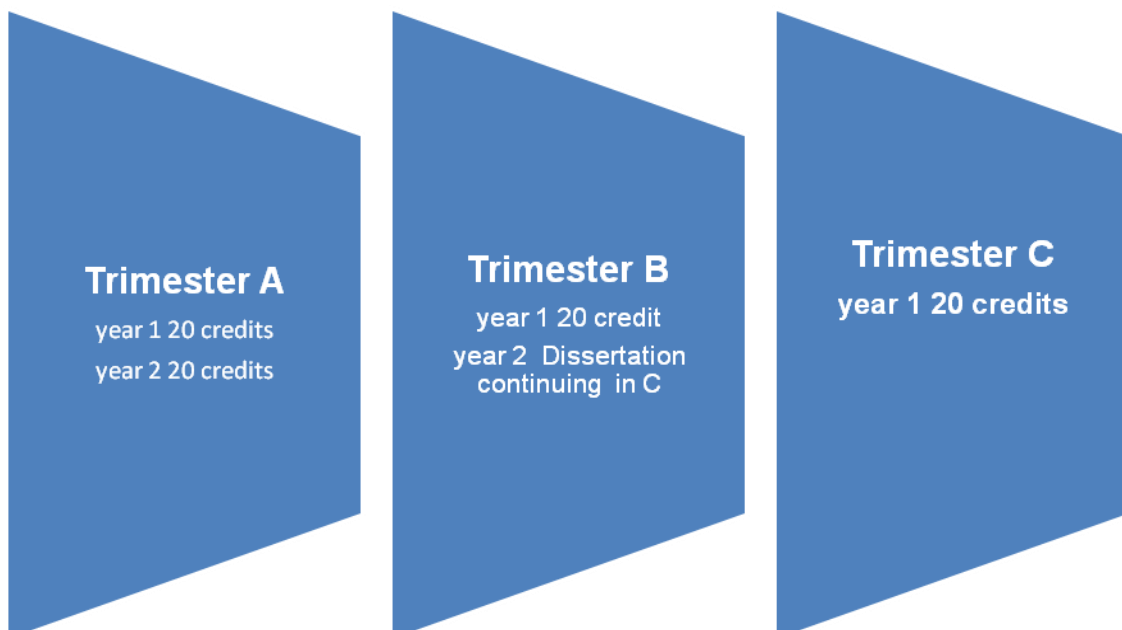 Trimester A
year 1 20 credits
year 2 20 credits
Trimester B
year 1 20 credit
year 2 Dissertation
continuing in C
Trimester C
year 1 20 credits